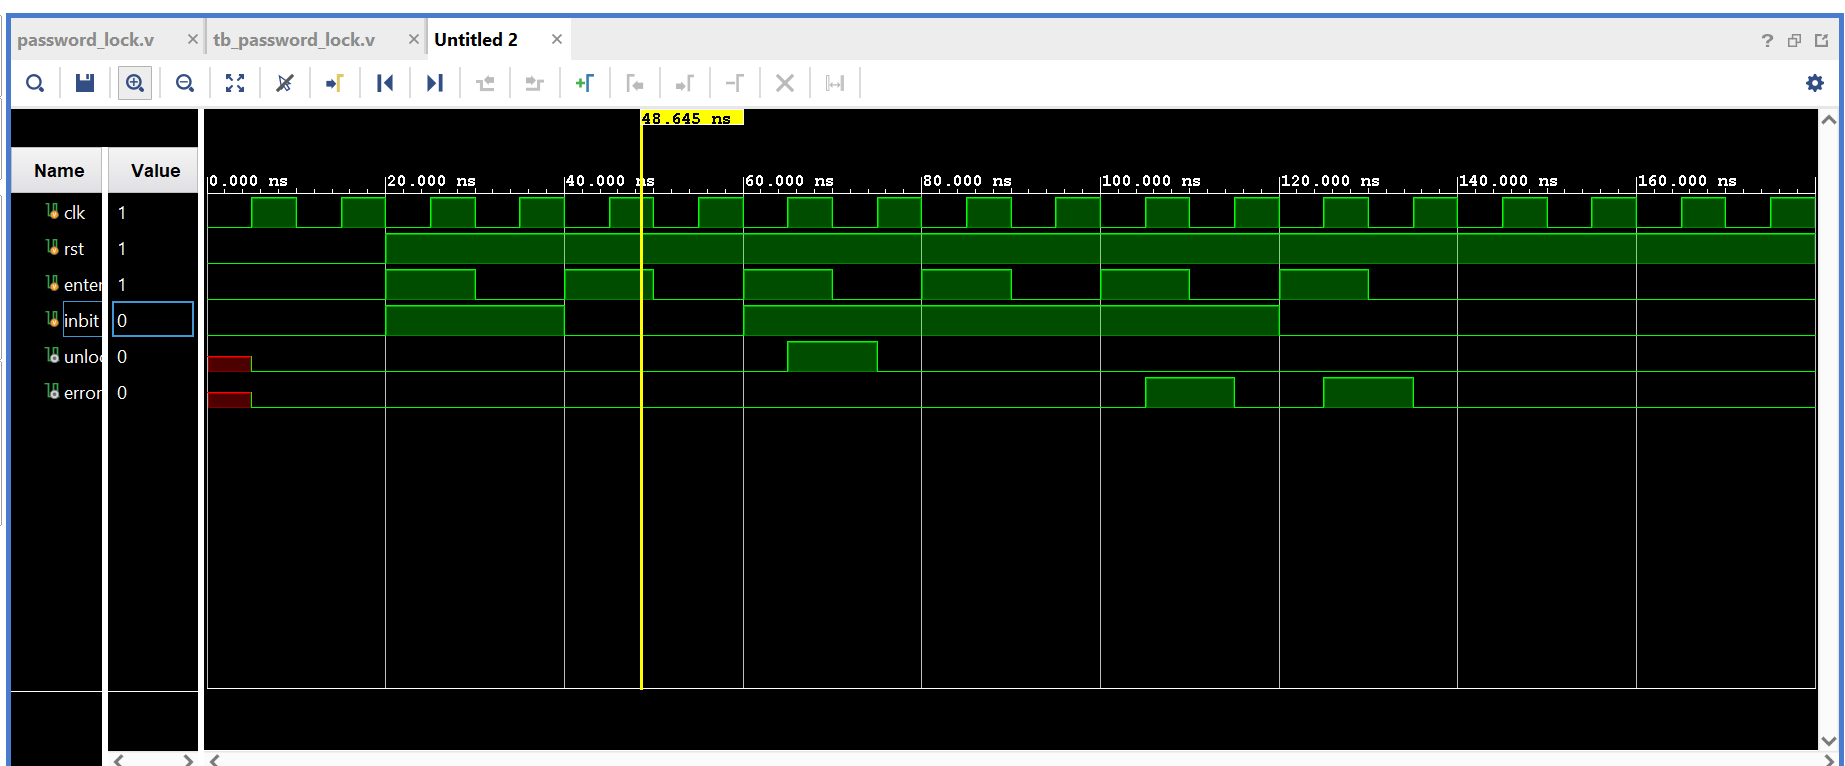 password_lock.v × tb_password_lock.v × Untitled 2 × ?
48.645 ns
Name Value 0.000 ns 20.000 ns 40.000 ns 60.000 ns 80.000 ns 100.000 ns 120.000 ns 140.000 ns 160.000 ns
clk 1
rst 1
enter 1
inbit 0
unloc 0
error 0